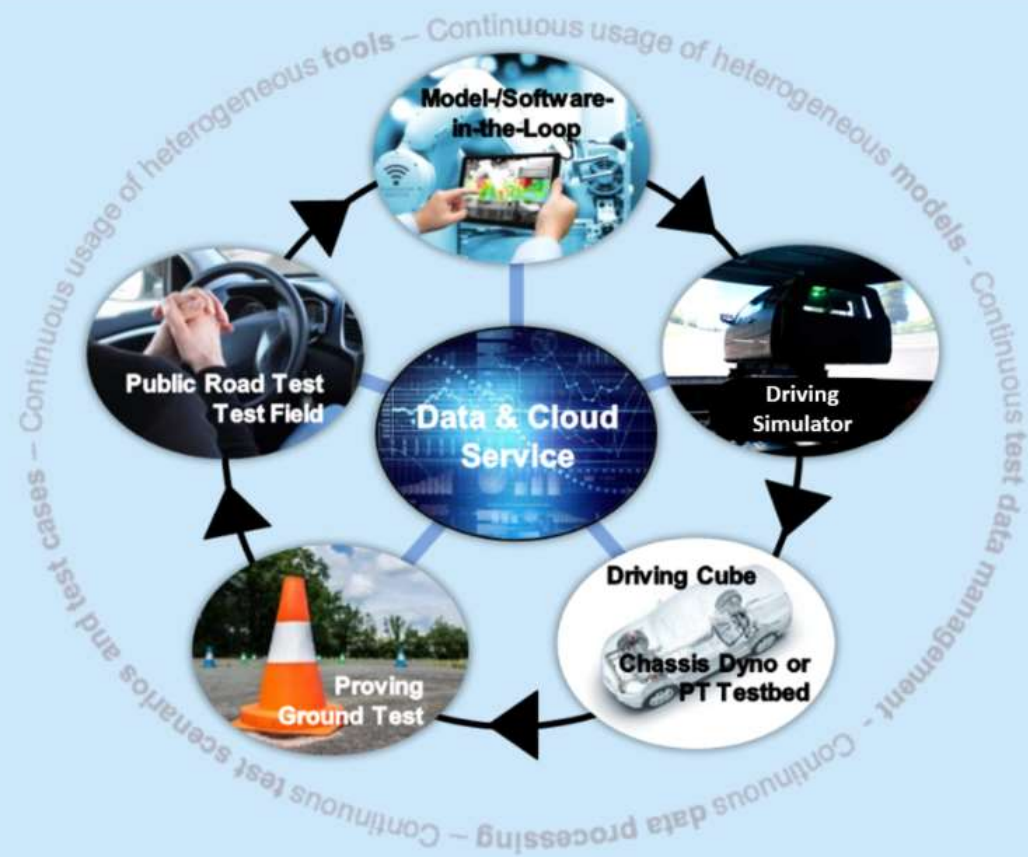 Continuous usage of heterogeneous tools – Continuous usage of heterogeneous models - Continuous test data management - Continuous data processing – Continuous test scenarios and test cases –
Model-/Software-
in-the-Loop
Public Road Test
Test Field
Data & Cloud
Service
Driving
Simulator
Driving Cube
Chassis Dyno or
PT Testbed
Proving
Ground Test